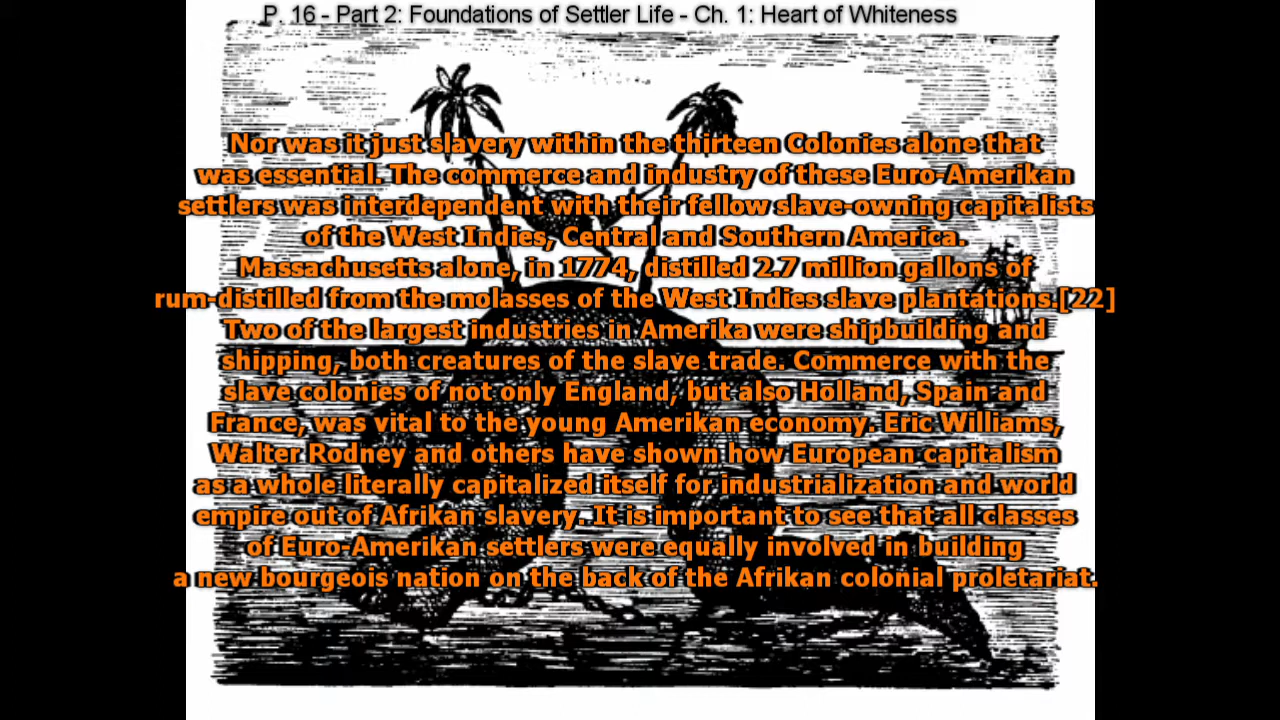 P. 16 - Part 2: Foundations of Settler Life - Ch. 1: Heart of Whiteness
Nor was it just slavery within the thirteen Colonies alone that
was essential. The commerce and industry of these Euro-Amerikan
settlers was interdependent with their fellow slave-owning capitalists
of the West Indies, Central and Southern America.
Massachusetts alone, in 1774, distilled 2.7 million gallons of
rum-distilled from the molasses of the West Indies slave plantations.[22]
Two of the largest industries in Amerika were shipbuilding and
shipping, both creatures of the slave trade. Commerce with the
slave colonies of not only England, but also Holland, Spain and
France, was vital to the young Amerikan economy. Eric Williams,
Walter Rodney and others have shown how European capitalism
as a whole literally capitalized itself for industrialization and world
empire out of Afrikan slavery. It is important to see that all classes
of Euro-Amerikan settlers were equally involved in building
a new bourgeois nation on the back of the Afrikan colonial proletariat.